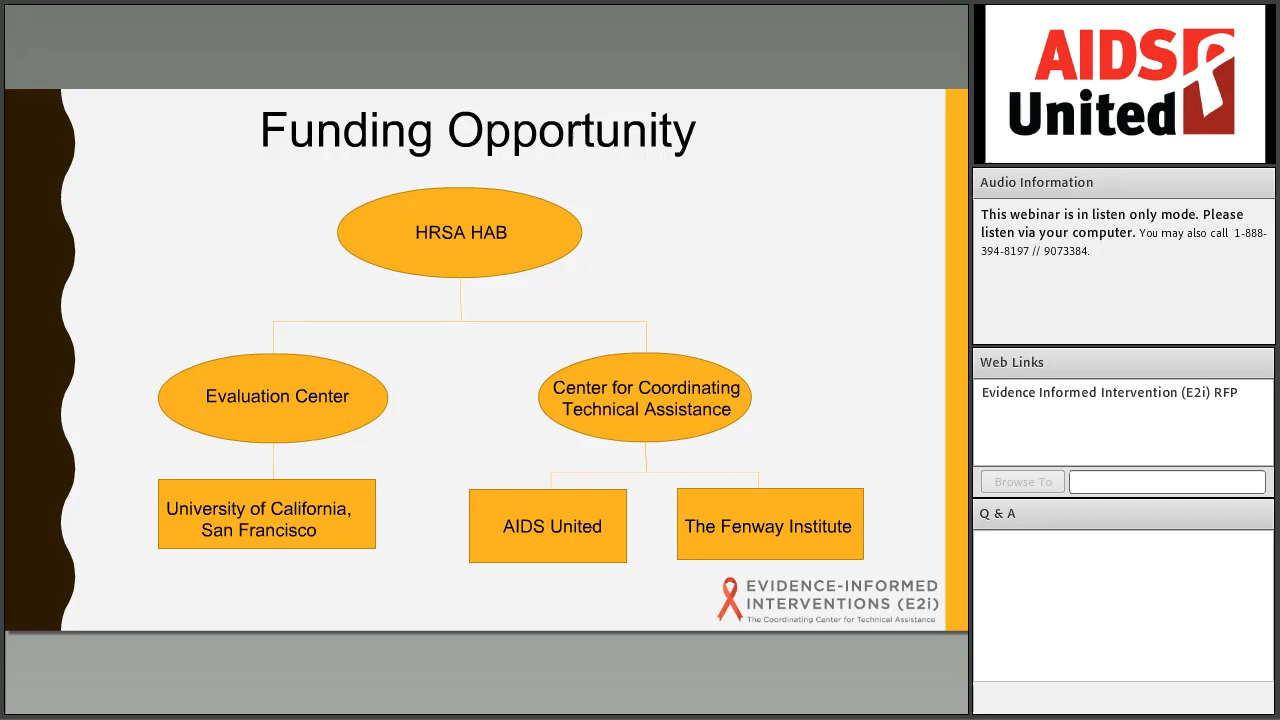 Funding Opportunity
HRSA HAB
Evaluation Center
Center for Coordinating
Technical Assistance
University of California,
San Francisco
AIDS United
The Fenway Institute
EVIDENCE-INFORMED
INTERVENTIONS (E2i)
The Coordinating Center for Technical Assistance
AIDS
United
Audio Information
This webinar is in listen only mode. Please
listen via your computer. You may also call 1-888-
394-8197 // 9073384.
Web Links
Evidence Informed Intervention (E2i) RFP
Browse To
Q & A